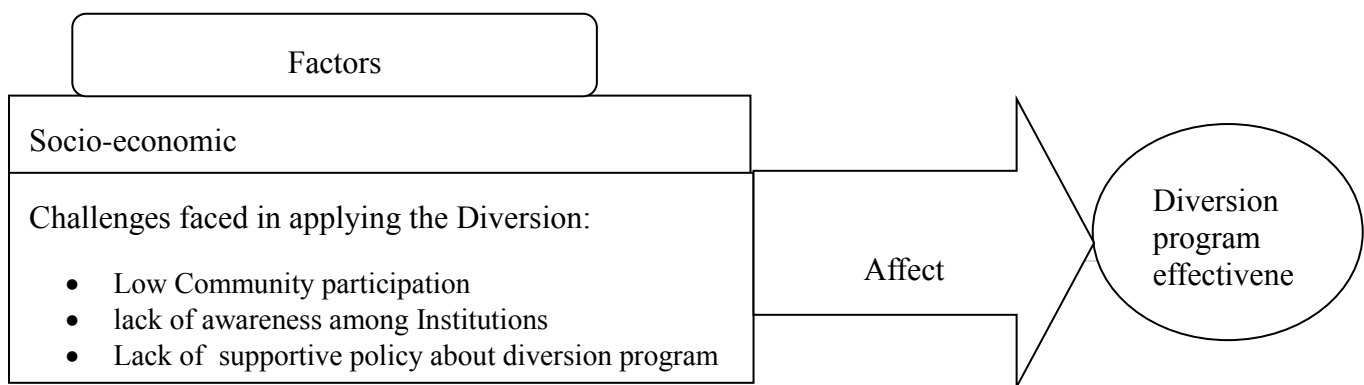 Factors
Socio-economic
Challenges faced in applying the Diversion:
• Low Community participation
• lack of awareness among Institutions
• Lack of supportive policy about diversion program
Affect
Diversion
program
effectivene